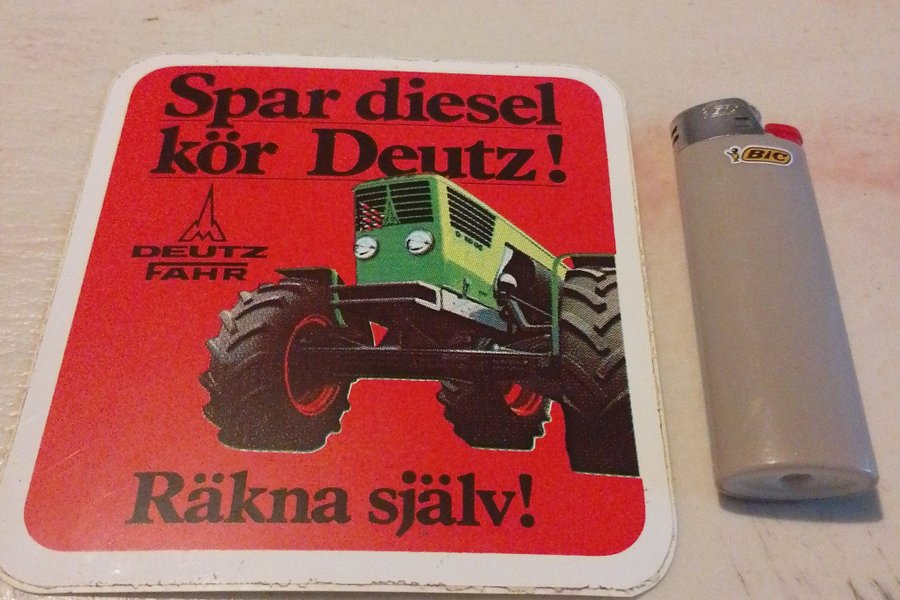 Spar diesel
kör Deutz!
DEUTZ
FAHR
Räkna själv!
BIC